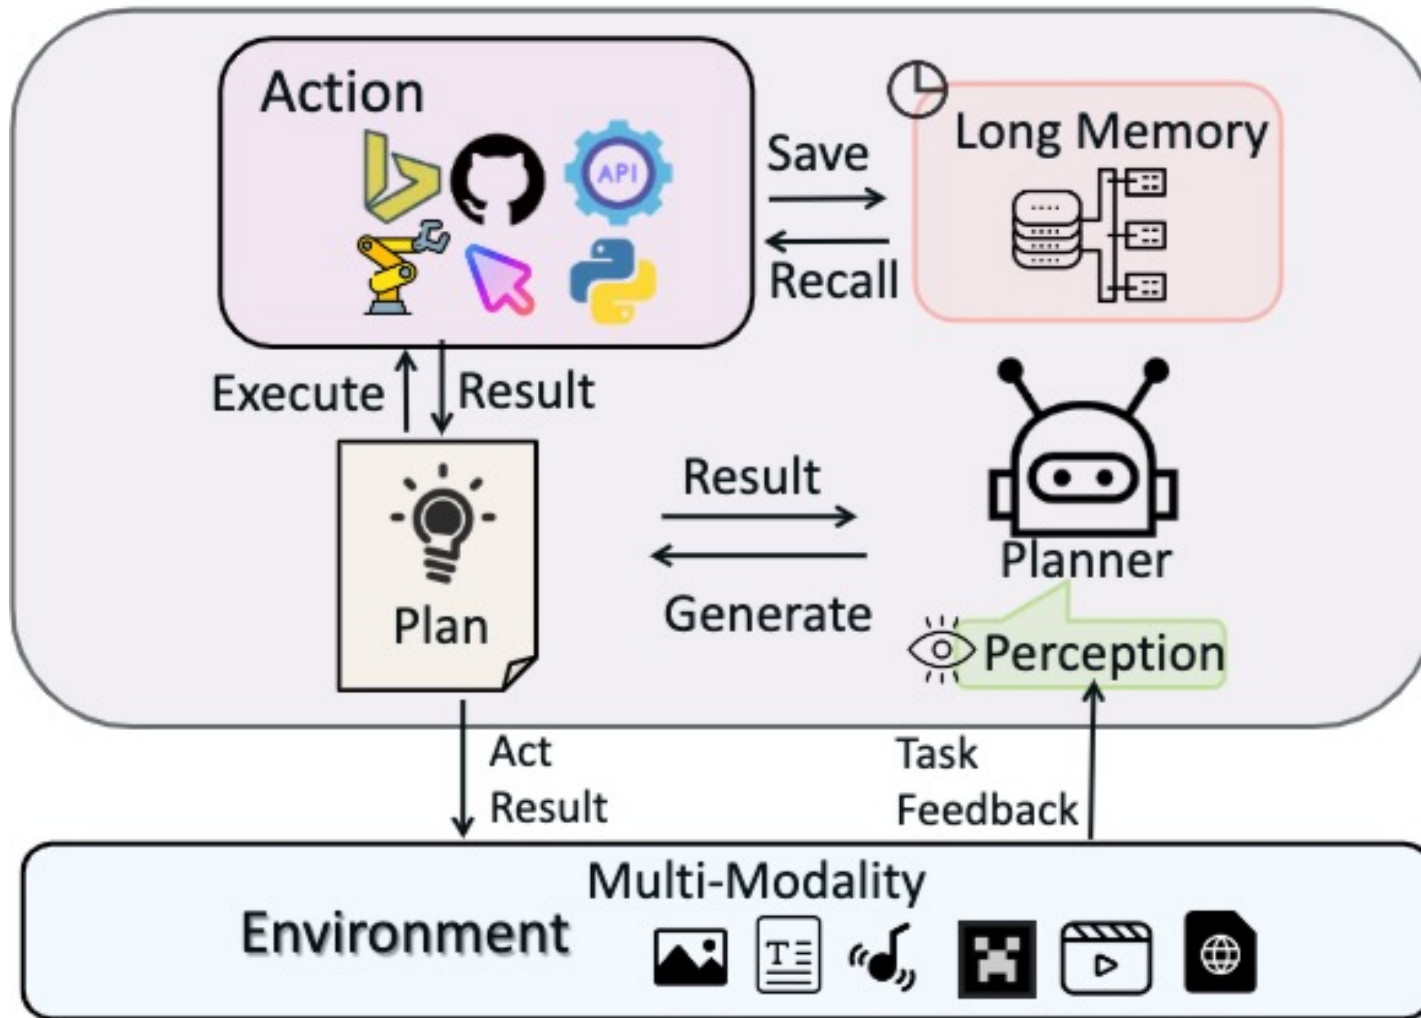 Action
API
Save
Recall
Long Memory
Execute
Result
Result
Generate
Plan
Planner
Perception
Act
Result
Task
Feedback
Multi-Modality
Environment
T